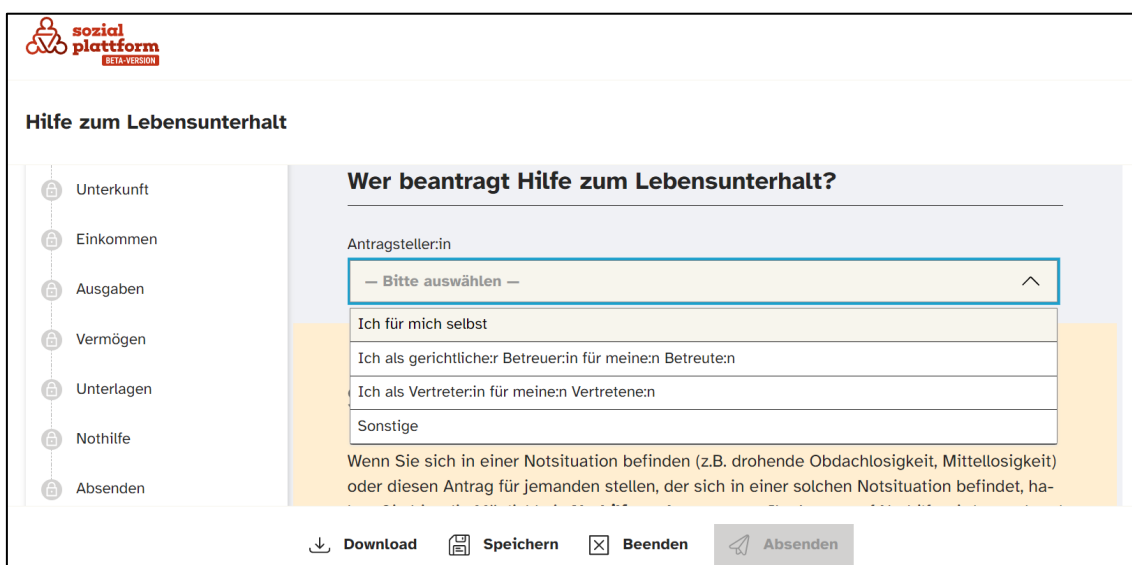 sozial
plattform
BETA-VERSION
Hilfe zum Lebensunterhalt
Unterkunft
Einkommen
Ausgaben
Vermögen
Unterlagen
Nothilfe
Absenden
Wer beantragt Hilfe zum Lebensunterhalt?
Antragsteller:in
— Bitte auswählen —
Ich für mich selbst
Ich als gerichtliche:r Betreuer:in für meine:n Betreute:n
Ich als Vertreter:in für meine:n Vertretene:n
Sonstige
Wenn Sie sich in einer Notsituation befinden (z.B. drohende Obdachlosigkeit, Mittellosigkeit)
oder diesen Antrag für jemanden stellen, der sich in einer solchen Notsituation befindet, ha-
Download
Speichern
Beenden
Absenden